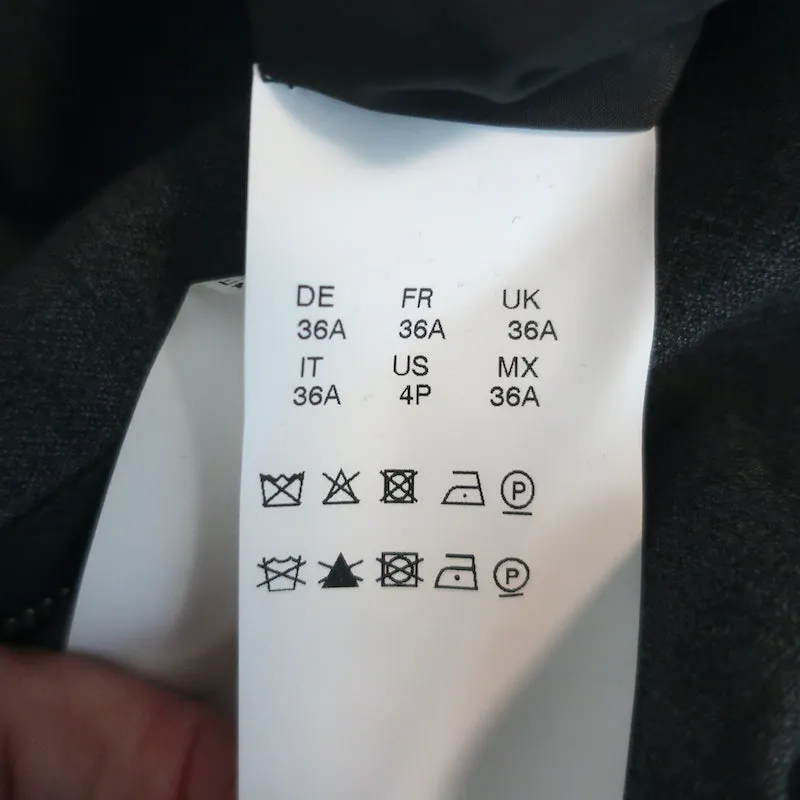 DE FR UK
36A 36A 36A
IT US MX
36A 4P 36A
P
P